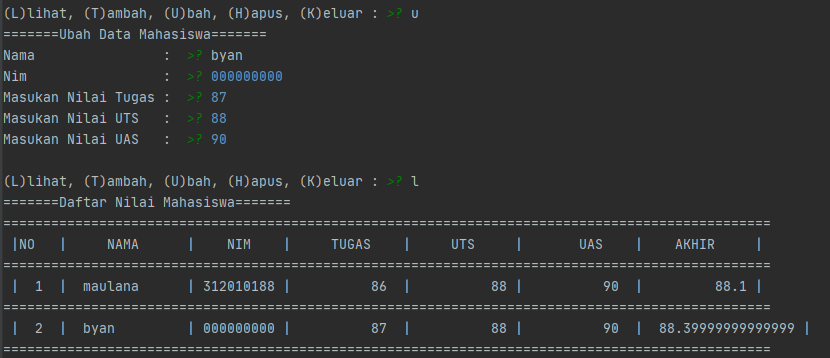 (L)lihat, (T)ambah, (U)bah, (H)apus, (K)eluar : >? u
=======Ubah Data Mahasiswa=======
Nama                :  >? byan
Nim                 :  >? 000000000
Masukan Nilai Tugas :  >? 87
Masukan Nilai UTS   :  >? 88
Masukan Nilai UAS   :  >? 90
(L)lihat, (T)ambah, (U)bah, (H)apus, (K)eluar : >? l
=======Daftar Nilai Mahasiswa=======
==================================================================================================
|NO   |     NAMA      |    NIM    |     TUGAS    |     UTS     |       UAS    |    AKHIR     |
==================================================================================================
|  1  |  maulana      | 312010188 |          86  |          88 |          90  |         88.1 |
==================================================================================================
|  2  |  byan         | 000000000 |          87  |          88 |          90  |  88.39999999999999 |
==================================================================================================